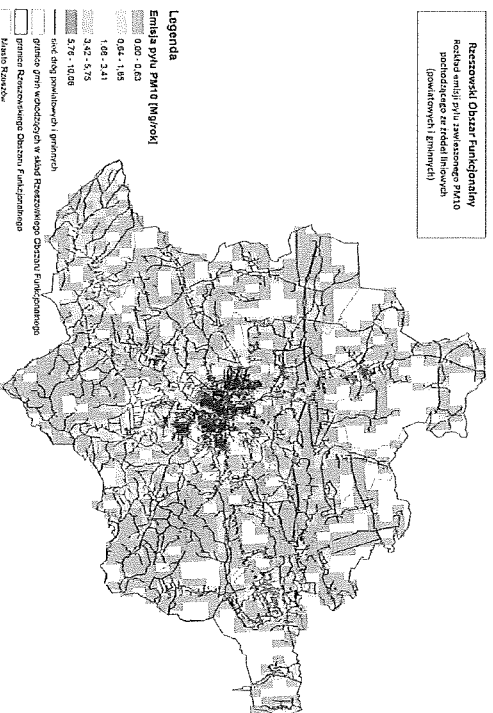 Rzeszowski Obszar Funkcjonalny
Rozkład emisji pyłu zawieszonego PM10
pochodzącego ze źródeł liniowych
(powiatowych i gminnych)
Legenda
Emisja pyłu PM10 [Mg/rok]
0,00 - 0,63
0,64 - 1,65
1,66 - 3,41
3,42 - 5,75
5,76 - 10,06
sieć dróg powiatowych i gminnych
granice gmin wchodzących w skład Rzeszowskiego Obszaru Funkcjonalnego
granica Rzeszowskiego Obszaru Funkcjonalnego
Miasto Rzeszów